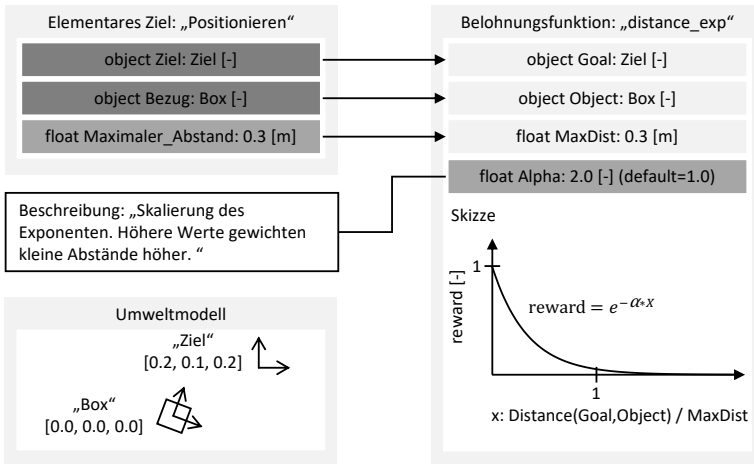 Elementares Ziel: „Positionieren“
object Ziel: Ziel [-]
object Bezug: Box [-]
float Maximaler_Abstand: 0.3 [m]
Beschreibung: „Skalierung des
Exponenten. Höhere Werte gewichten
kleine Abstände höher. “
Umweltmodell
„Ziel“
[0.2, 0.1, 0.2]
„Box“
[0.0, 0.0, 0.0]
Belohnungsfunktion: „distance_exp“
object Goal: Ziel [-]
object Object: Box [-]
float MaxDist: 0.3 [m]
float Alpha: 2.0 [-] (default=1.0)
Skizze
1
reward [-]
reward = e^{-α*x}
1
x: Distance(Goal,Object) / MaxDist